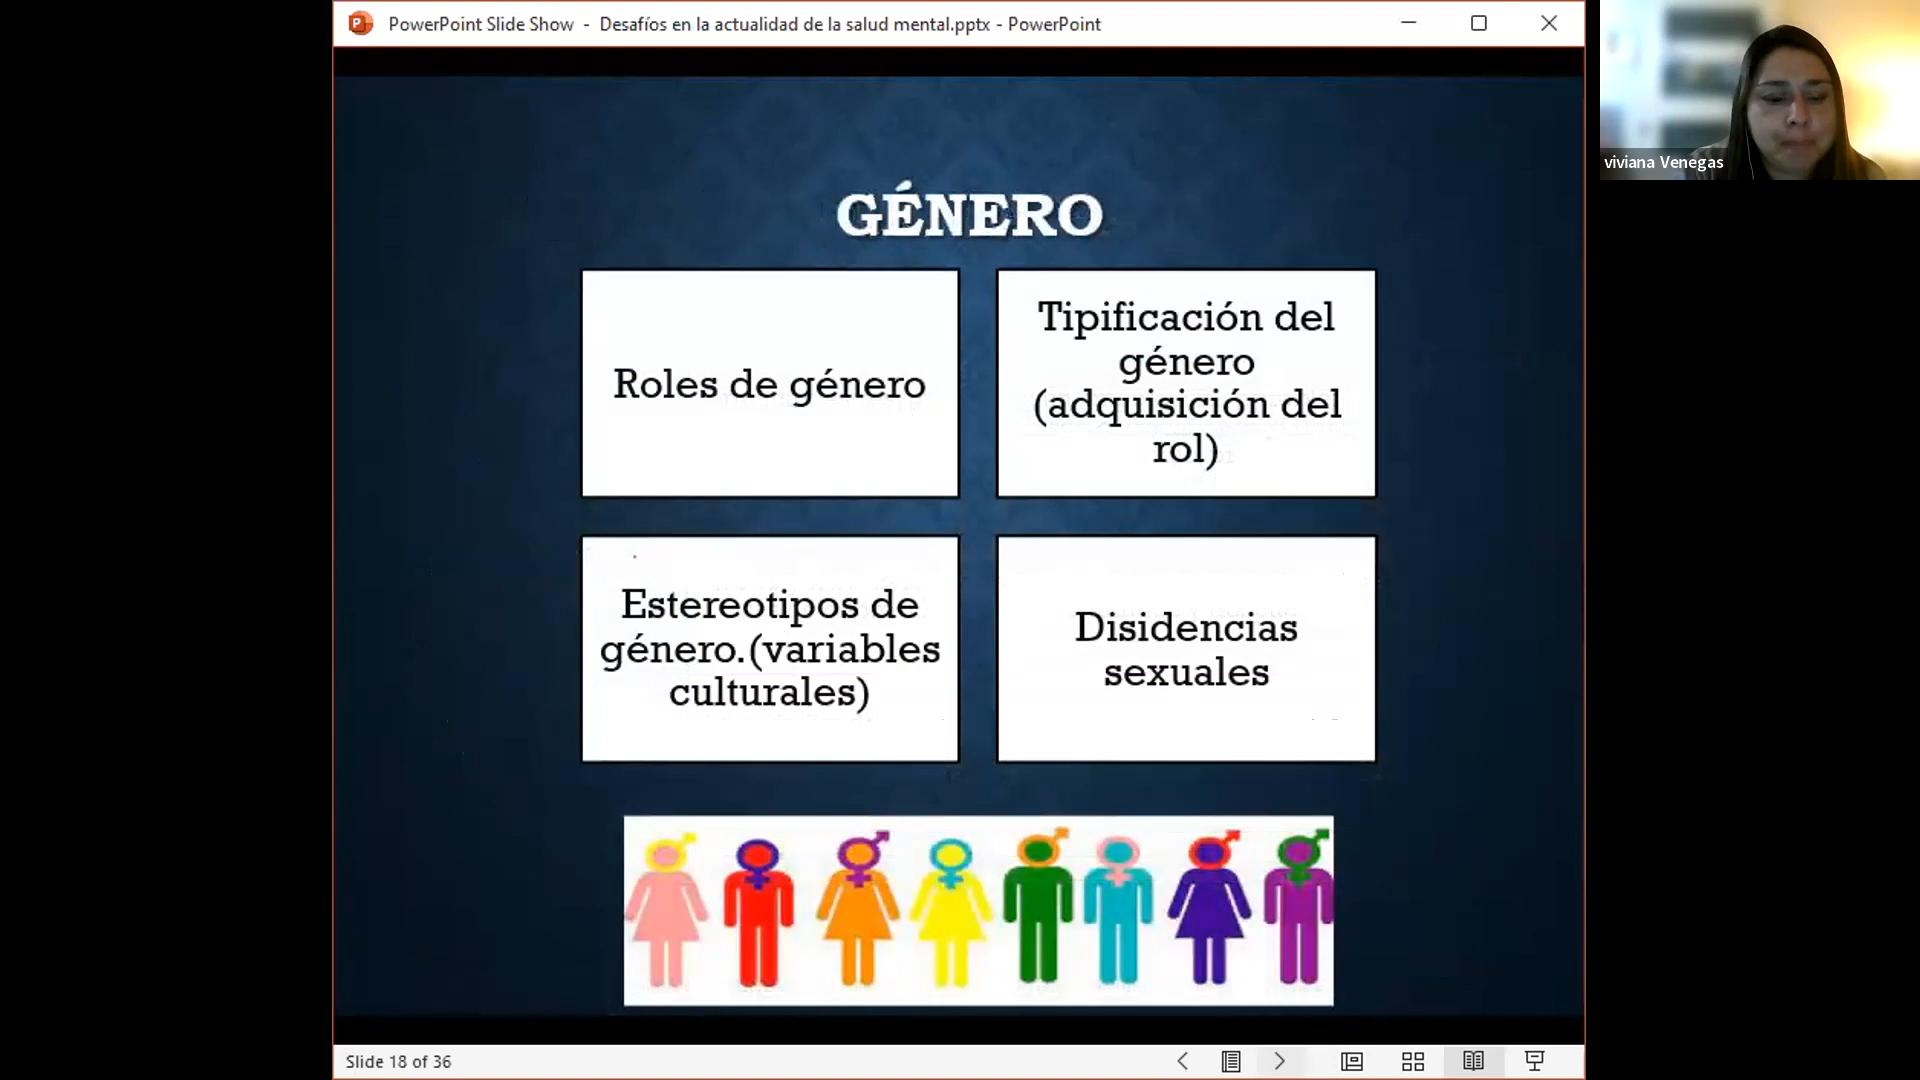 PowerPoint Slide Show - Desafíos en la actualidad de la salud mental.pptx - PowerPoint
viviana Venegas
GÉNERO
Roles de género
Tipificación del
género
(adquisición del
rol)
Estereotipos de
género.(variables
culturales)
Disidencias
sexuales
Slide 18 of 36